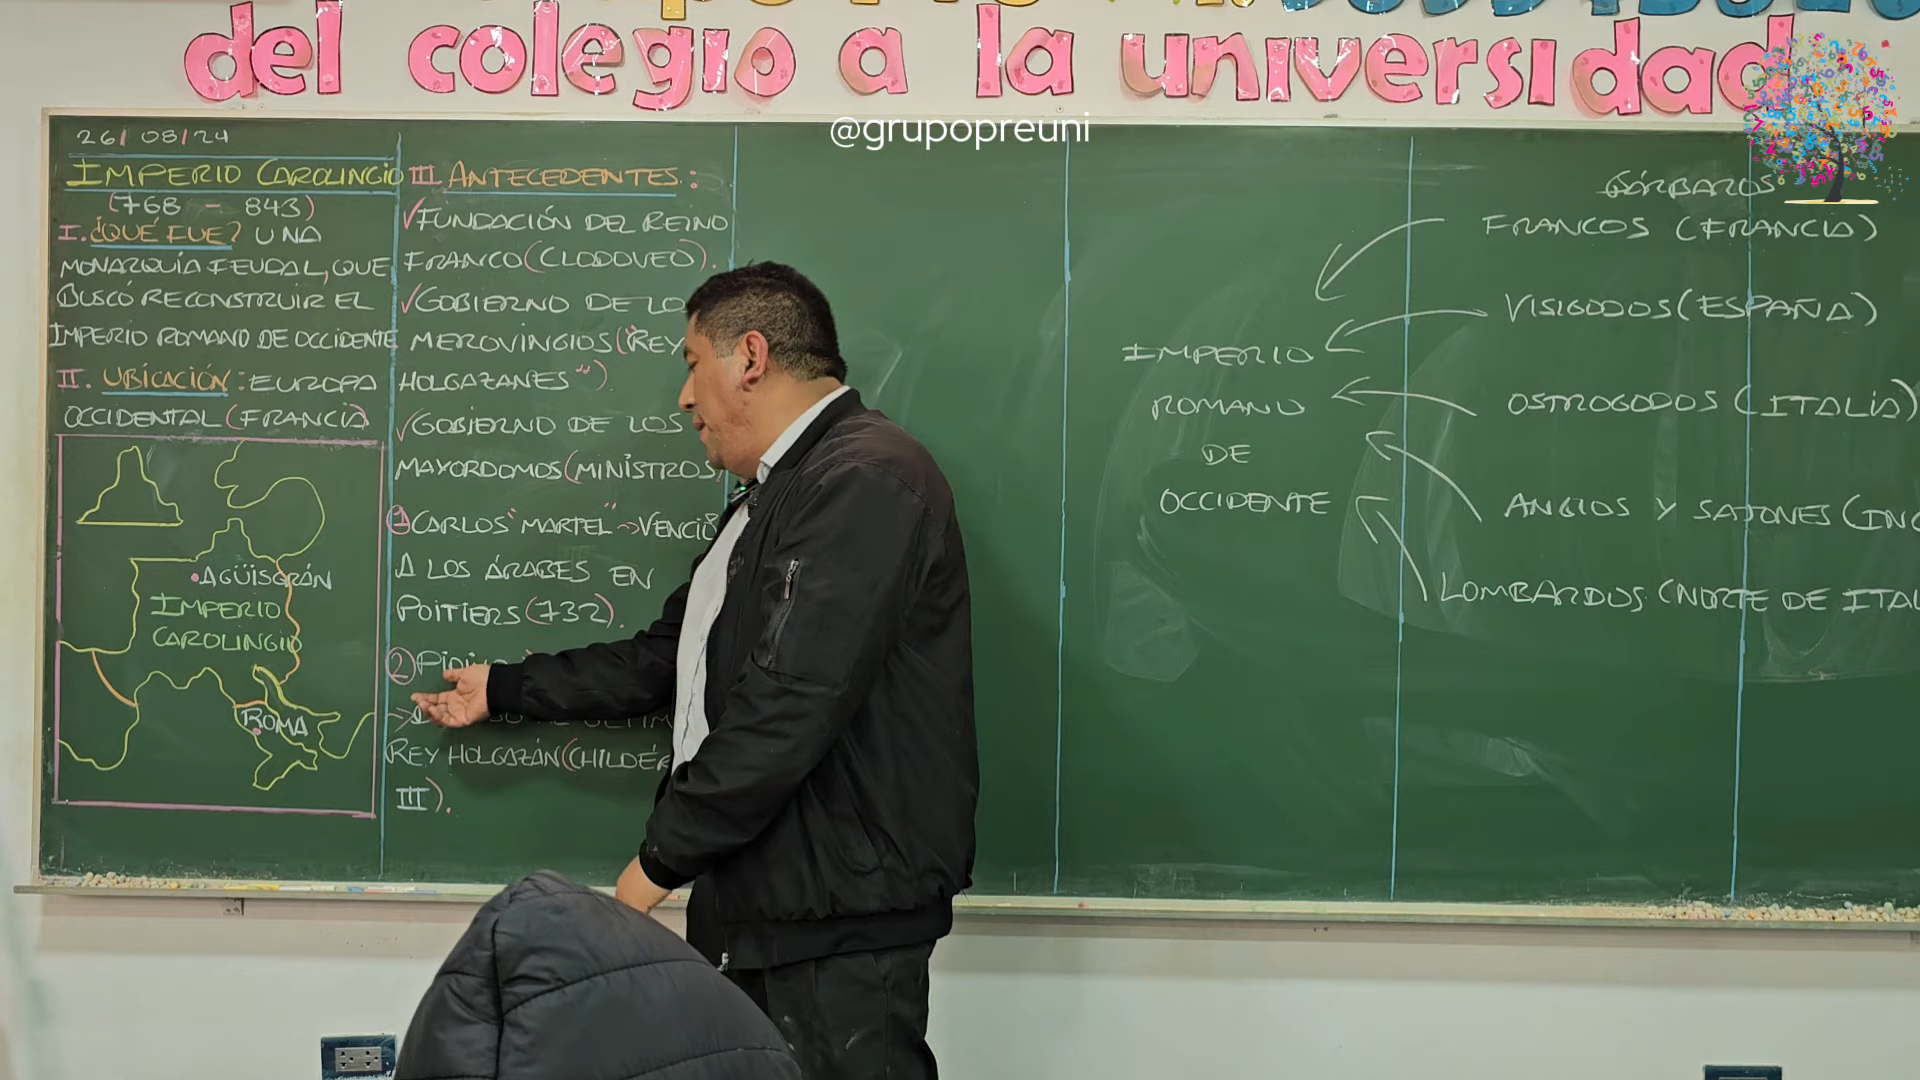 del colegio a la universidad
@grupopreuni
26/08/24
IMPERIO CAROLINGIO
(768 - 843)
I. ¿QUÉ FUE? UNA
MONARQUÍA FEUDAL, QUE
BUSCÓ RECONSTRUIR EL
IMPERIO ROMANO DE OCCIDENTE
II. UBICACIÓN: EUROPA
OCCIDENTAL (FRANCIA)
AGÜISGRÁN
IMPERIO
CAROLINGIO
ROMA
III. ANTECEDENTES:
✓FUNDACIÓN DEL REINO
FRANCO (CLODOVEO).
✓GOBIERNO DE LO
MEROVINGIOS ("REY
HOLGAZANES").
✓GOBIERNO DE LOS
MAYORDOMOS (MINISTROS)
1 CARLOS "MARTEL" → VENCIÓ
A LOS ÁRABES EN
POITIERS (732).
2
REY HOLGAZÁN (CHILDÉR
III).
BÁRBAROS
FRANCOS (FRANCIA)
VISIGODOS (ESPAÑA)
OSTROGODOS (ITALIA)
ANGLOS Y SAJONES (ING
LOMBARDOS (NORTE DE ITAL
IMPERIO
ROMANO
DE
OCCIDENTE